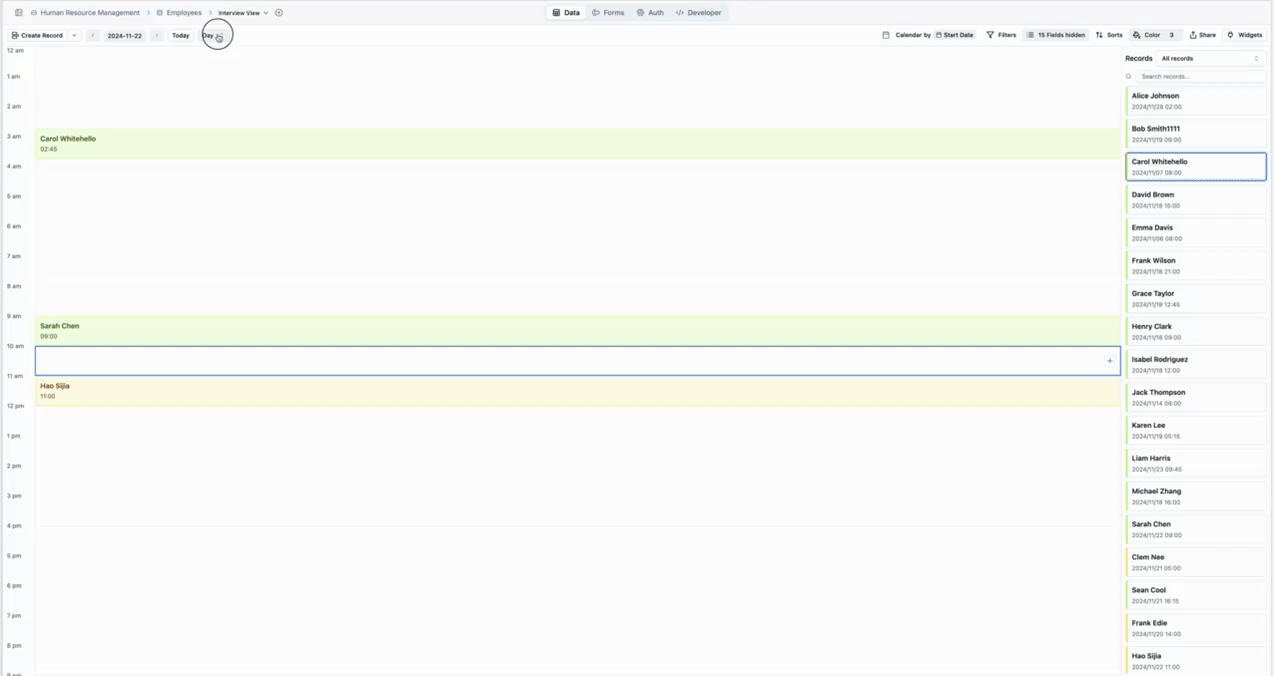 Human Resource Management > Employees > Interview View
Data Forms Auth Developer
Create Record 2024-11-22 Today Day
Calendar by Start Date Filters 15 Fields hidden Sorts Color 3 Share Widgets
12 am
1 am
2 am
3 am
Carol Whitehello
02:45
4 am
5 am
6 am
7 am
8 am
9 am
Sarah Chen
09:00
10 am
+
11 am
Hao Sijia
11:00
12 pm
1 pm
2 pm
3 pm
4 pm
5 pm
6 pm
7 pm
8 pm
Records All records
Search records...
Alice Johnson
2024/11/28 02:00
Bob Smith1111
2024/11/19 09:00
Carol Whitehello
2024/11/07 08:00
David Brown
2024/11/18 15:00
Emma Davis
2024/11/06 08:00
Frank Wilson
2024/11/18 21:00
Grace Taylor
2024/11/18 12:45
Henry Clark
2024/11/18 09:00
Isabel Rodriguez
2024/11/18 12:00
Jack Thompson
2024/11/14 08:00
Karen Lee
2024/11/19 05:15
Liam Harris
2024/11/23 09:45
Michael Zhang
2024/11/18 16:00
Sarah Chen
2024/11/22 09:00
Clem Nee
2024/11/21 05:00
Sean Cool
2024/11/21 16:15
Frank Edie
2024/11/20 14:00
Hao Sijia
2024/11/22 11:00